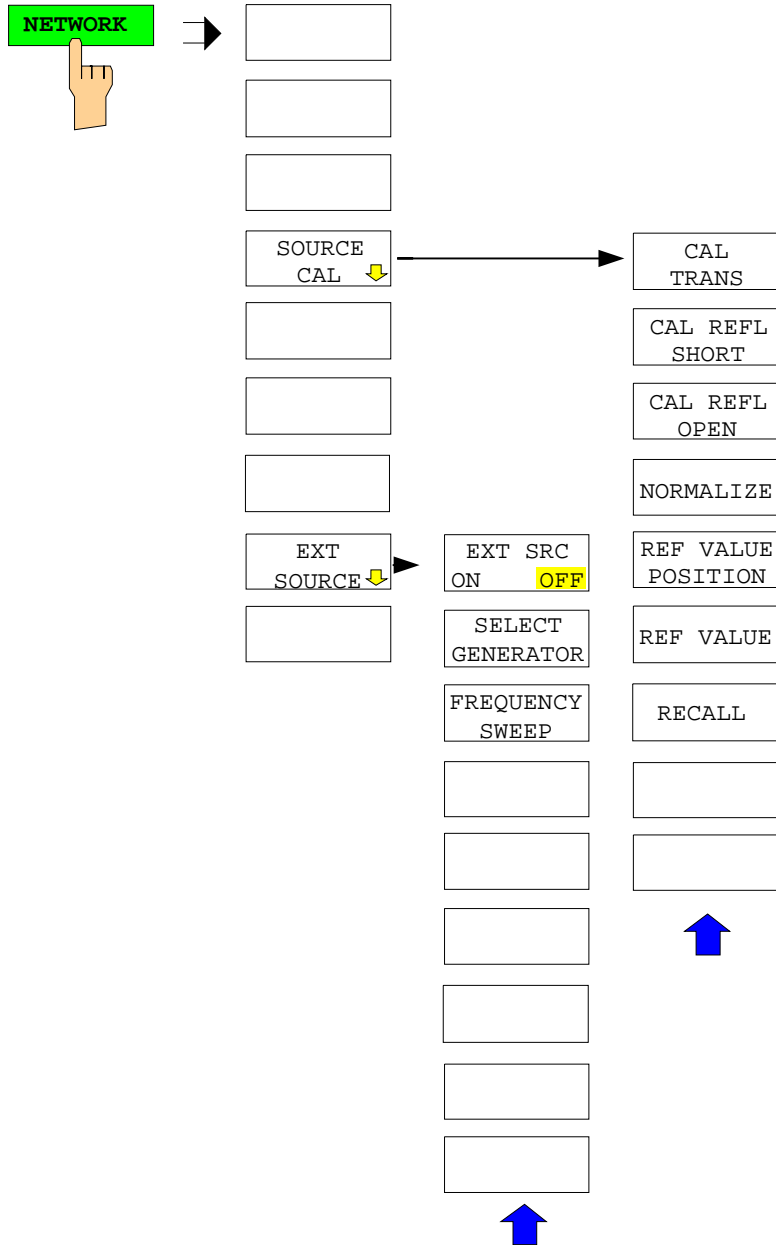 NETWORK
SOURCE
CAL
EXT
SOURCE
EXT SRC
ON OFF
SELECT
GENERATOR
FREQUENCY
SWEEP
CAL
TRANS
CAL REFL
SHORT
CAL REFL
OPEN
NORMALIZE
REF VALUE
POSITION
REF VALUE
RECALL